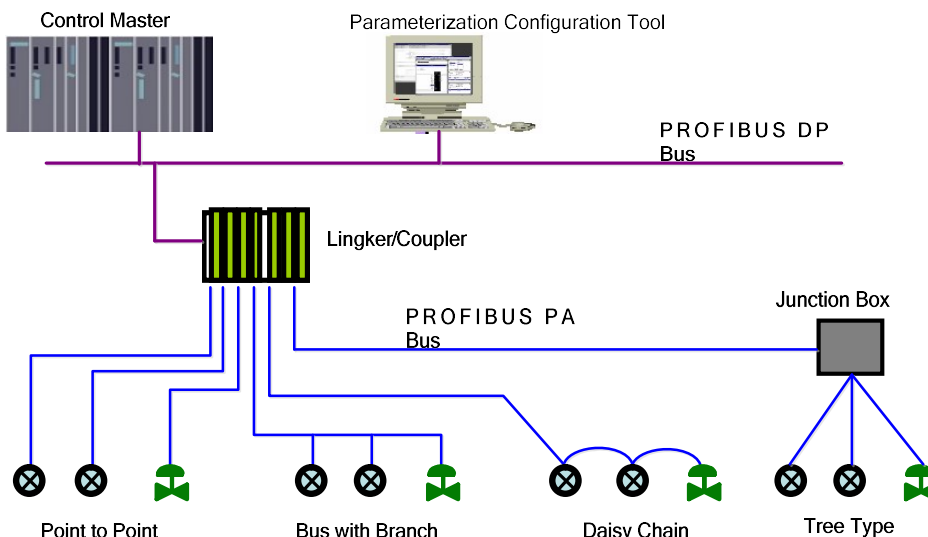 Control Master
Parameterization Configuration Tool
PROFIBUS DP
Bus
Lingker/Coupler
Junction Box
PROFIBUS PA
Bus
Point to Point
Bus with Branch
Daisy Chain
Tree Type